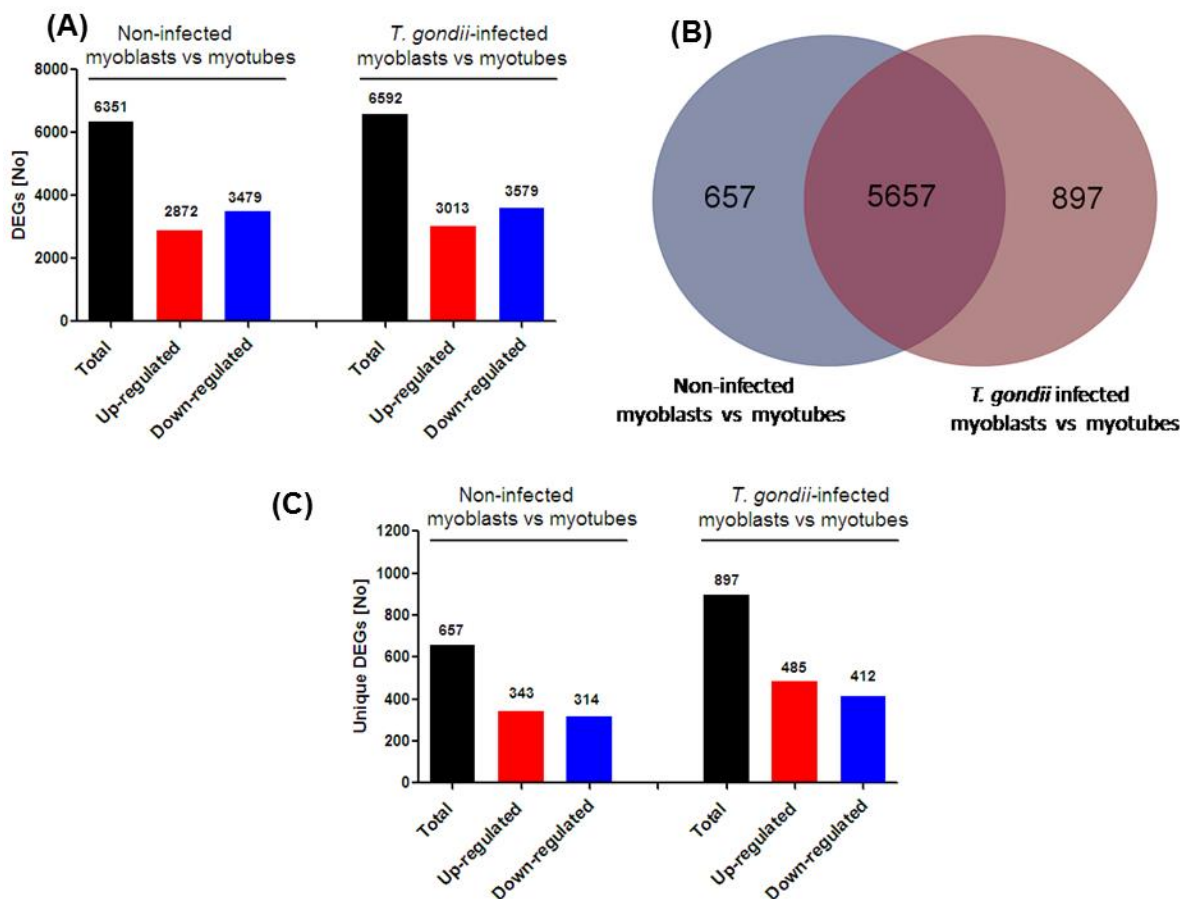 (A)
Non-infected
myoblasts vs myotubes
T. gondii-infected
myoblasts vs myotubes
DEGs [No]
8000
6000
4000
2000
0
6351
2872
3479
6592
3013
3579
Total
Up-regulated
Down-regulated
Total
Up-regulated
Down-regulated
(B)
657
5657
897
Non-infected
myoblasts vs myotubes
T. gondii infected
myoblasts vs myotubes
(C)
Non-infected
myoblasts vs myotubes
T. gondii-infected
myoblasts vs myotubes
Unique DEGs [No]
1200
1000
800
600
400
200
0
657
343
314
897
485
412
Total
Up-regulated
Down-regulated
Total
Up-regulated
Down-regulated